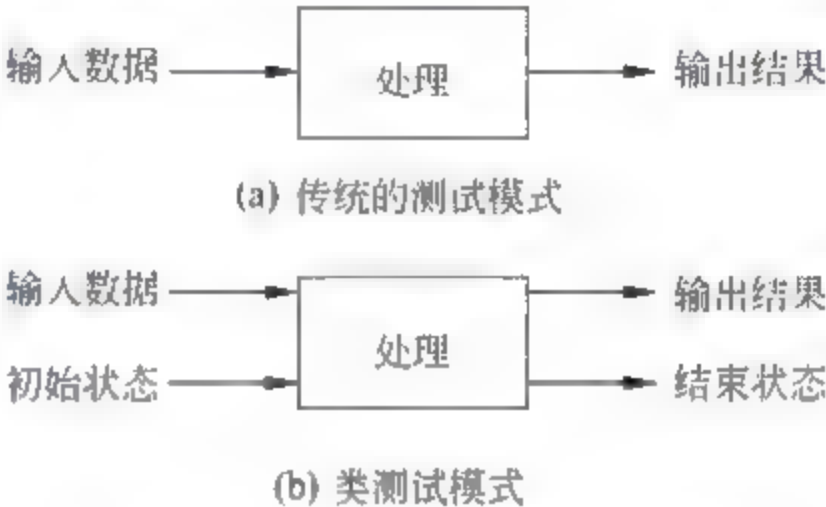 输入数据 处理 输出结果
(a) 传统的测试模式
输入数据 输出结果
处理
初始状态 结束状态
(b) 类测试模式